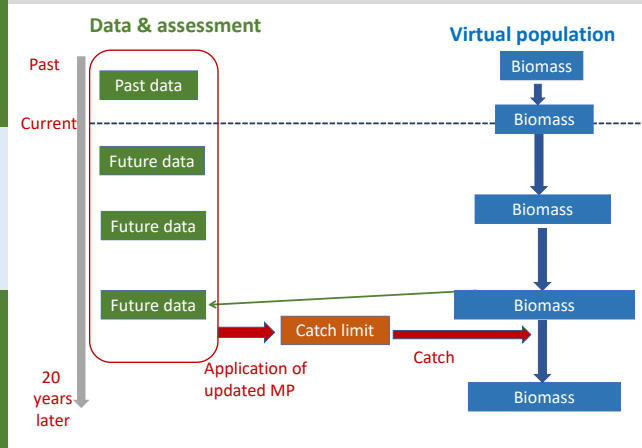 Data & assessment
Virtual population
Past
Biomass
Past data
Current
Biomass
Future data
Biomass
Future data
Future data
Biomass
Catch limit
Application of
updated MP
Catch
20
years
later
Biomass